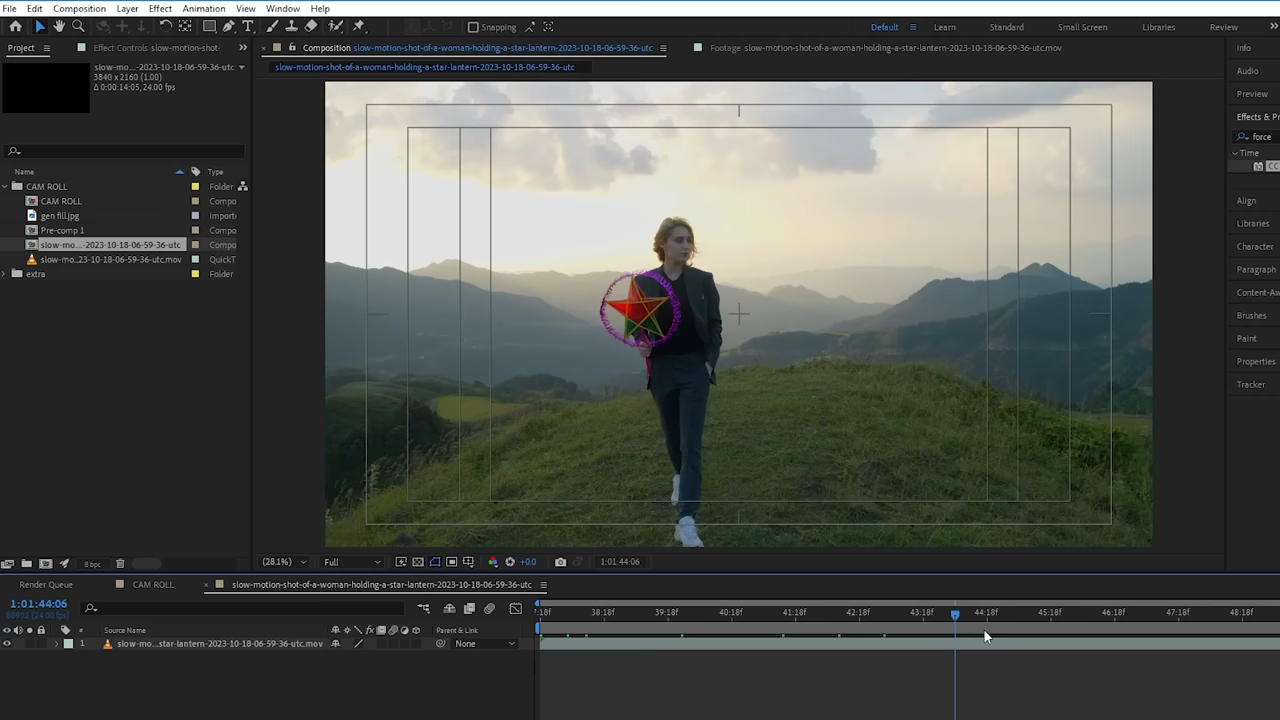 File Edit Composition Layer Effect Animation View Window Help
Snapping
Default Learn Standard Small Screen Libraries Review
Project Effect Controls slow-motion-shot- Composition slow-motion-shot-of-a-woman-holding-a-star-lantern-2023-10-18-06-59-36-utc Footage slow-motion-shot-of-a-woman-holding-a-star-lantern-2023-10-18-06-59-36-utc.mov Info
slow-mo...-2023-10-18-06-59-36-utc
3840 x 2160 (1.00)
Δ 0:00:14:05, 24.00 fps
slow-motion-shot-of-a-woman-holding-a-star-lantern-2023-10-18-06-59-36-utc
Audio
Preview
Effects & P
force
Time
CC
Name Type
CAM ROLL Folder
CAM ROLL Compo
gen fill.jpg Importi
Pre-comp 1 Compo
slow-mo...-2023-10-18-06-59-36-utc Compo
slow-mo...23-10-18-06-59-36-utc.mov QuickT
extra Folder
Align
Libraries
Character
Paragraph
Content-Aw
Brushes
Paint
Properties
Tracker
8 bpc
(28.1%) Full +0.0 1:01:44:06
Render Queue CAM ROLL slow-motion-shot-of-a-woman-holding-a-star-lantern-2023-10-18-06-59-36-utc
1:01:44:06
(24.00 fps)
:18f 38:18f 39:18f 40:18f 41:18f 42:18f 43:18f 44:18f 45:18f 46:18f 47:18f 48:18f
# Source Name fx Parent & Link
1 slow-mo...star-lantern-2023-10-18-06-59-36-utc.mov None